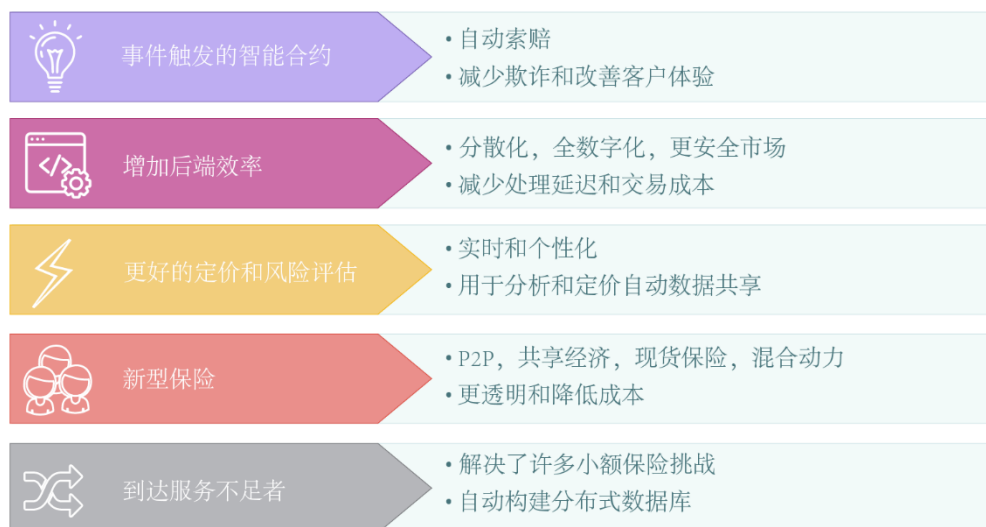 事件触发的智能合约
• 自动索赔
• 减少欺诈和改善客户体验
</>
增加后端效率
• 分散化，全数字化，更安全市场
• 减少处理延迟和交易成本
更好的定价和风险评估
• 实时和个性化
• 用于分析和定价自动数据共享
新型保险
• P2P，共享经济，现货保险，混合动力
• 更透明和降低成本
到达服务不足者
• 解决了许多小额保险挑战
• 自动构建分布式数据库